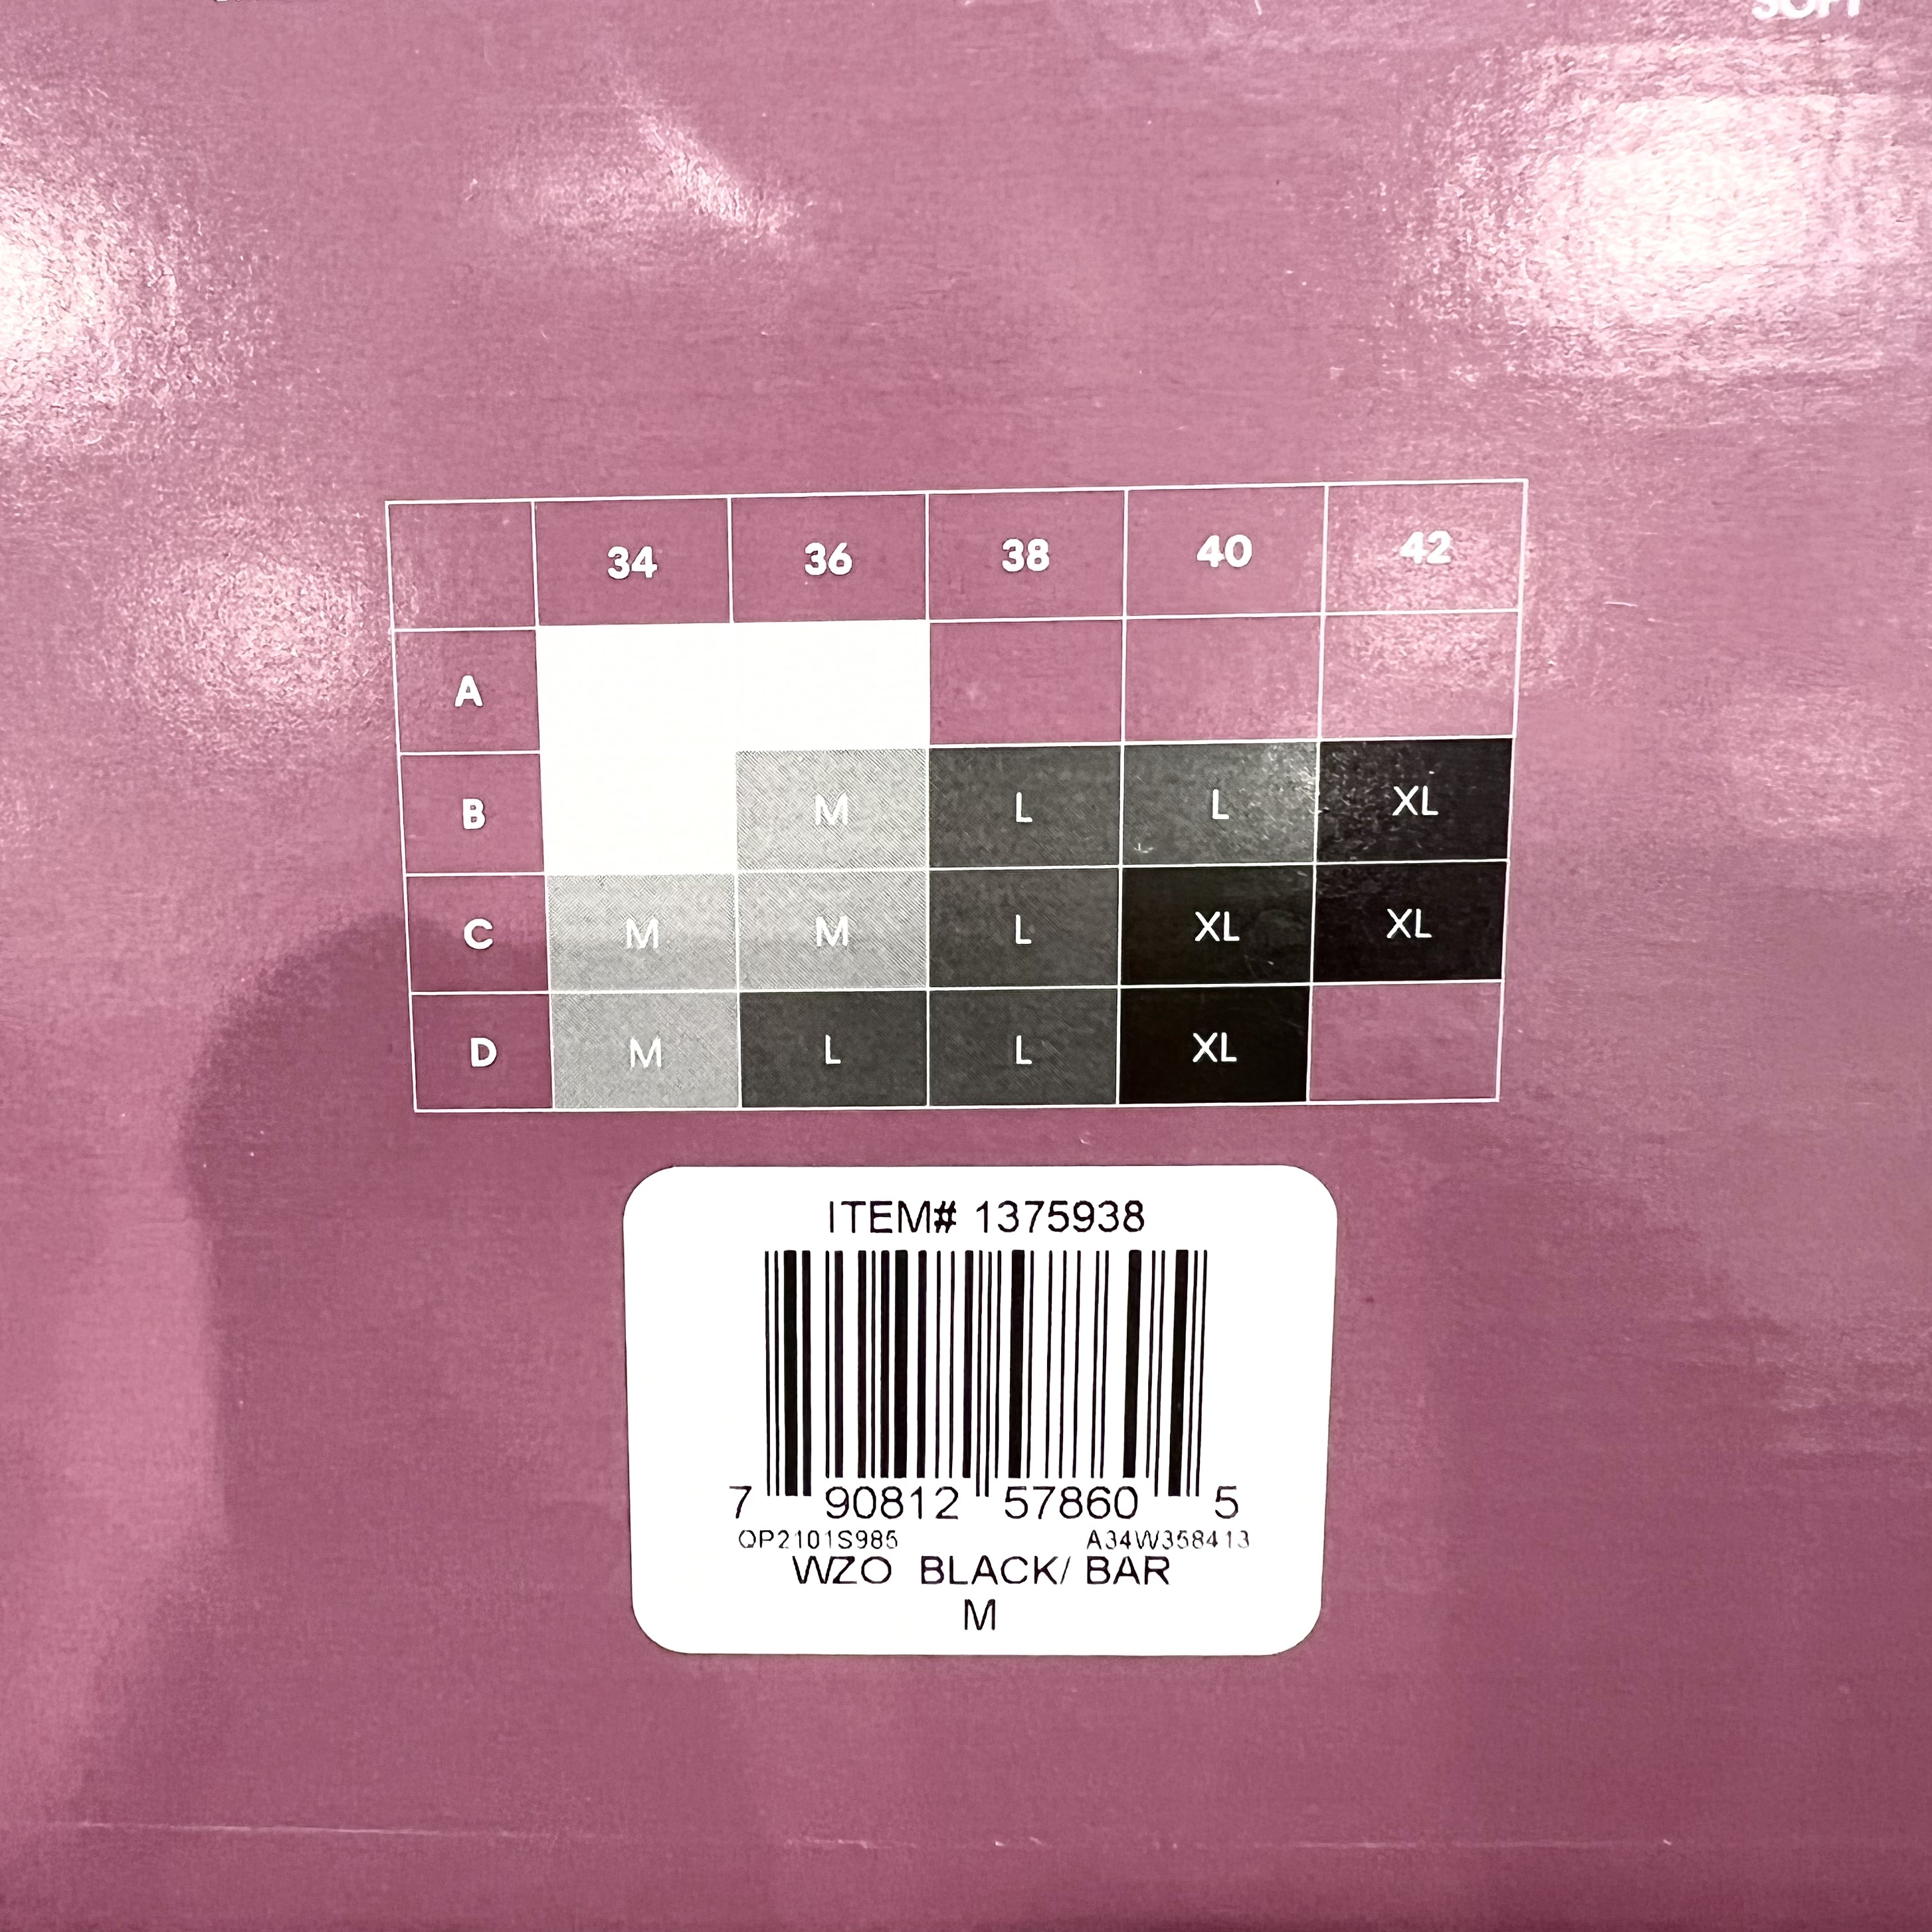 34 36 38 40 42
A
B M L L XL
C M M L XL XL
D M L L XL
ITEM# 1375938
7 90812 57860 5
QP2101S985 A34W358413
WZO BLACK/ BAR
M